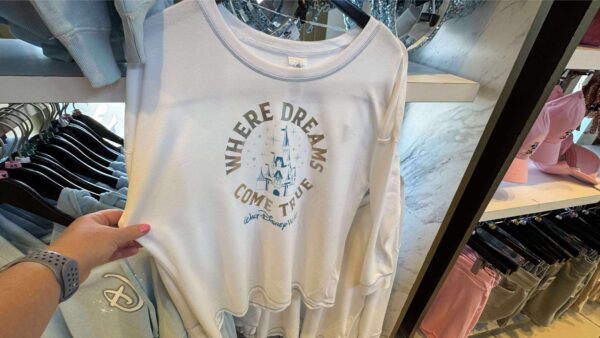 WHERE DREAMS
COME TRUE
Walt Disney World
D